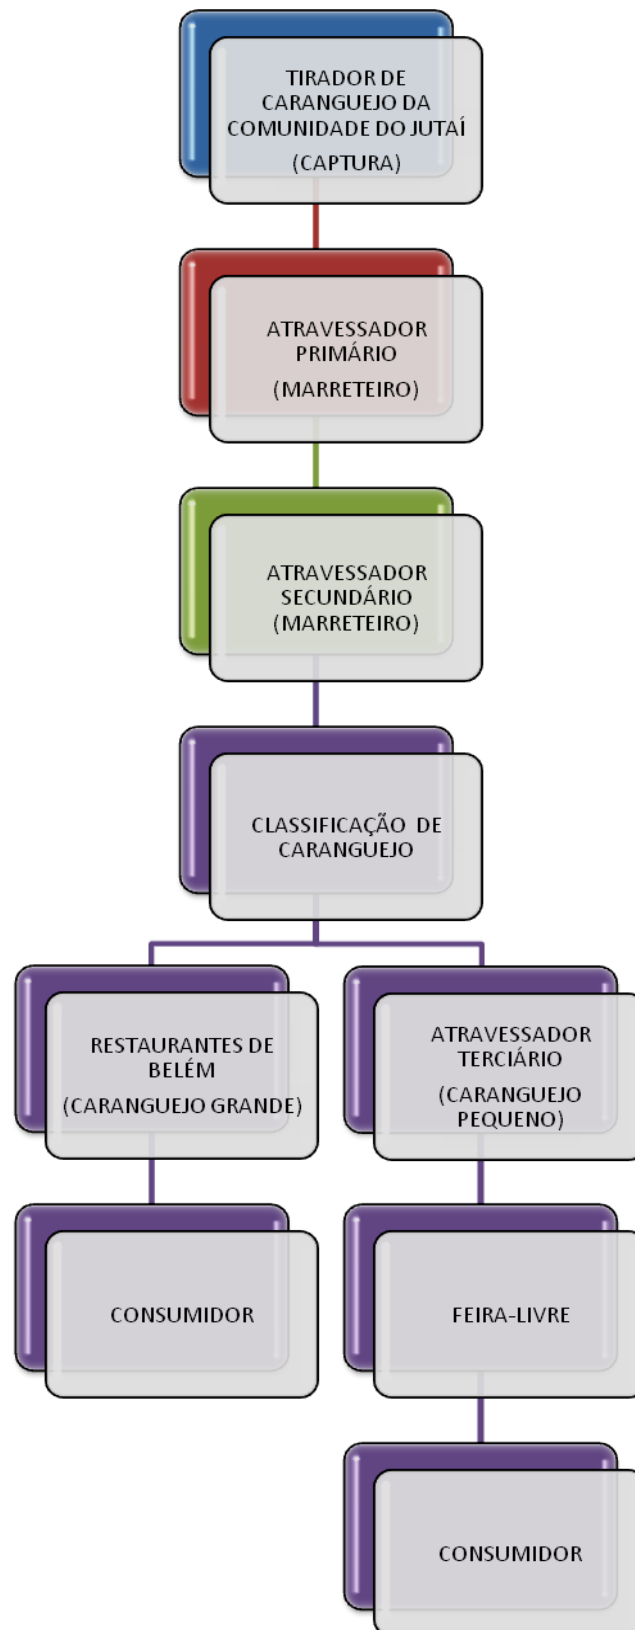 TIRADOR DE
CARANGUEJO DA
COMUNIDADE DO JUTAÍ
(CAPTURA)
ATRAVESSADOR
PRIMÁRIO
(MARRETEIRO)
ATRAVESSADOR
SECUNDÁRIO
(MARRETEIRO)
CLASSIFICAÇÃO DE
CARANGUEJO
RESTAURANTES DE
BELÉM
(CARANGUEJO GRANDE)
ATRAVESSADOR
TERCIÁRIO
(CARANGUEJO
PEQUENO)
CONSUMIDOR
FEIRA-LIVRE
CONSUMIDOR